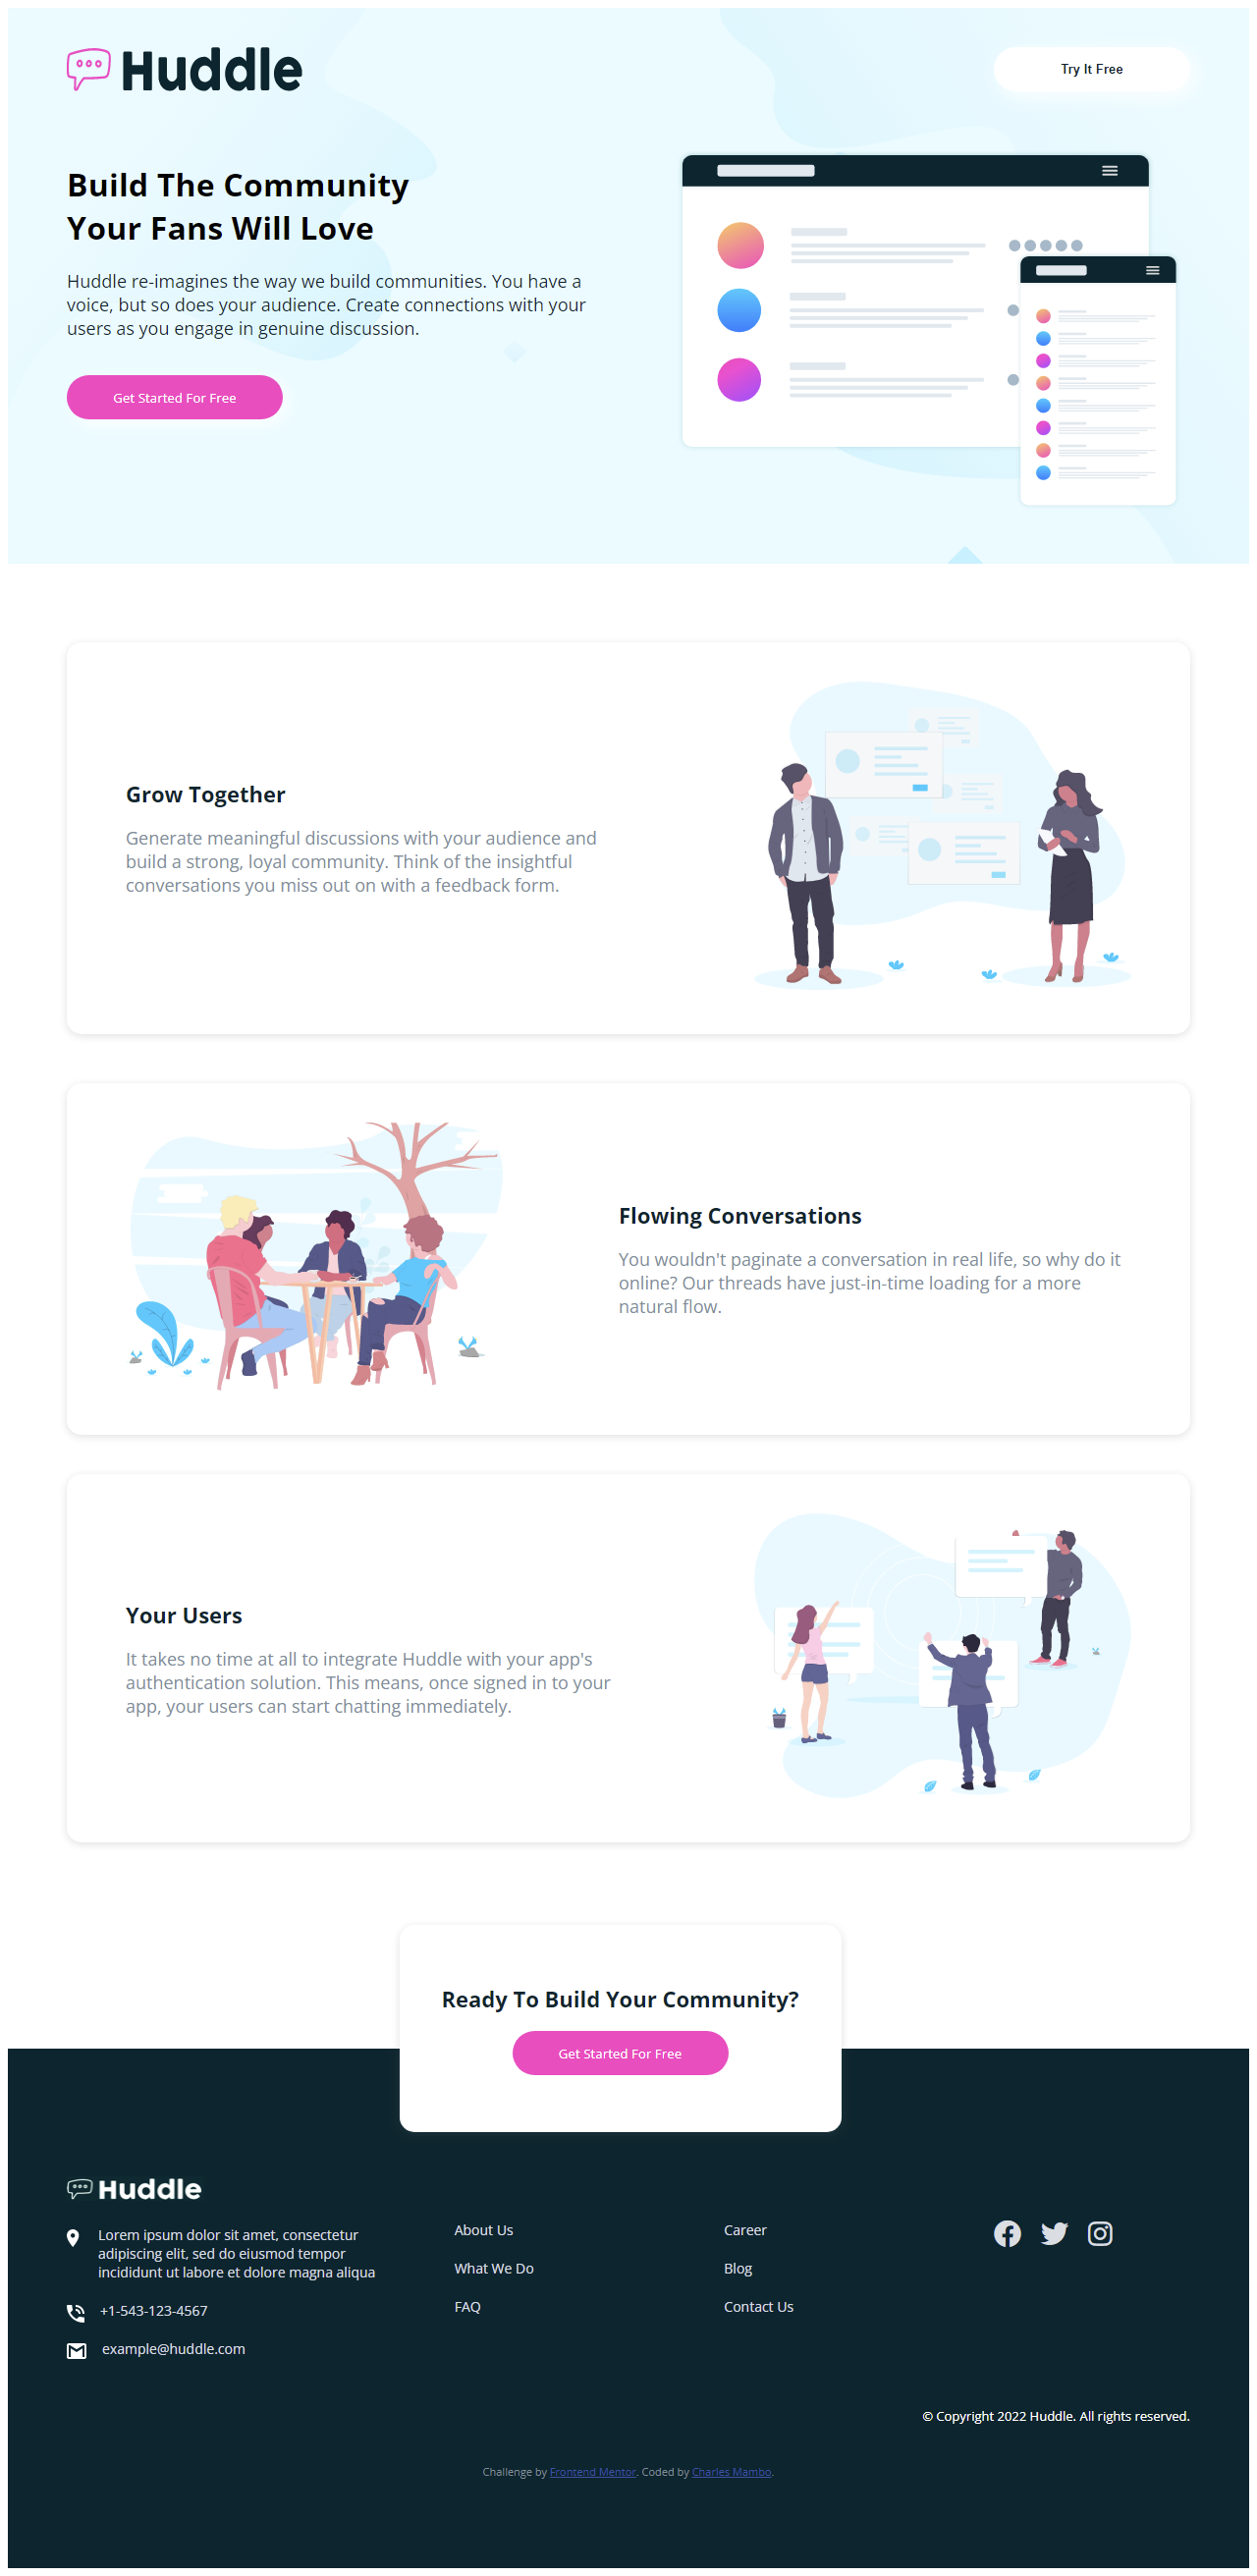 Huddle
Try It Free
Build The Community
Your Fans Will Love
Huddle re-imagines the way we build communities. You have a
voice, but so does your audience. Create connections with your
users as you engage in genuine discussion.
Get Started For Free
Grow Together
Generate meaningful discussions with your audience and
build a strong, loyal community. Think of the insightful
conversations you miss out on with a feedback form.
Flowing Conversations
You wouldn't paginate a conversation in real life, so why do it
online? Our threads have just-in-time loading for a more
natural flow.
Your Users
It takes no time at all to integrate Huddle with your app's
authentication solution. This means, once signed in to your
app, your users can start chatting immediately.
Ready To Build Your Community?
Get Started For Free
Huddle
Lorem ipsum dolor sit amet, consectetur
adipiscing elit, sed do eiusmod tempor
incididunt ut labore et dolore magna aliqua
+1-543-123-4567
example@huddle.com
About Us
What We Do
FAQ
Career
Blog
Contact Us
© Copyright 2022 Huddle. All rights reserved.
Challenge by Frontend Mentor. Coded by Charles Mambo.